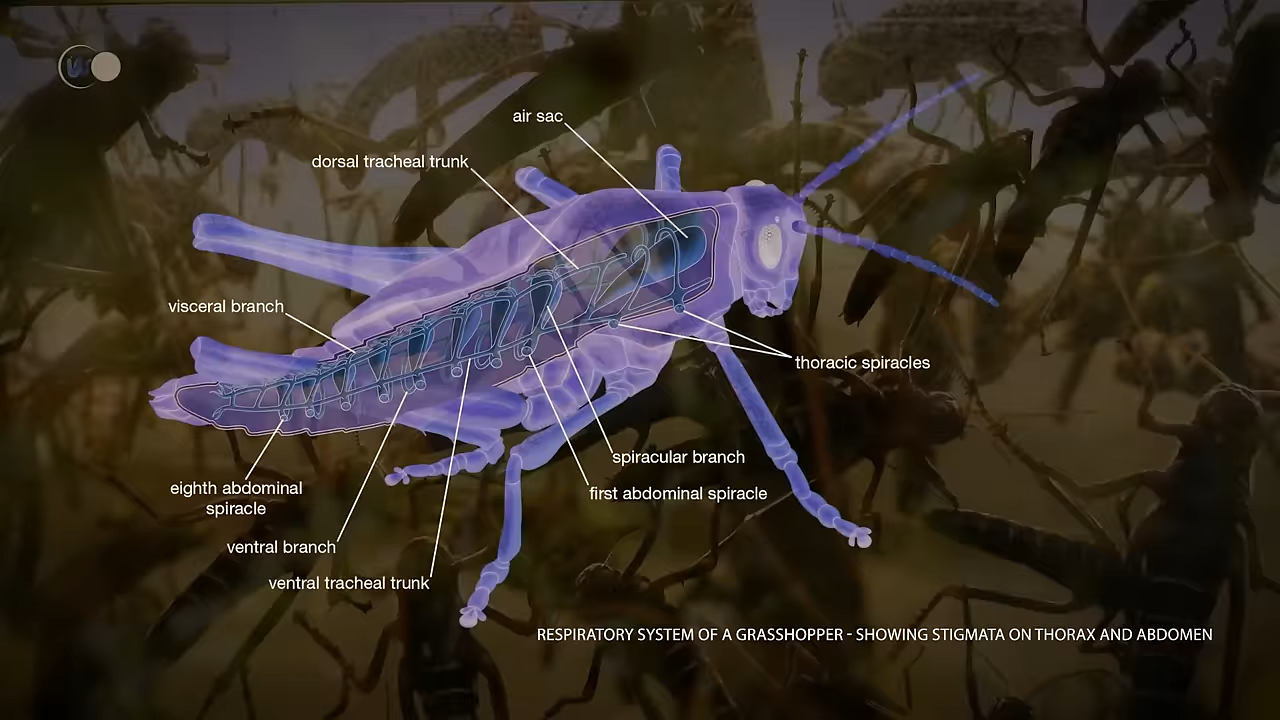 air sac
dorsal tracheal trunk
visceral branch
thoracic spiracles
spiracular branch
first abdominal spiracle
eighth abdominal
spiracle
ventral branch
ventral tracheal trunk
RESPIRATORY SYSTEM OF A GRASSHOPPER - SHOWING STIGMATA ON THORAX AND ABDOMEN